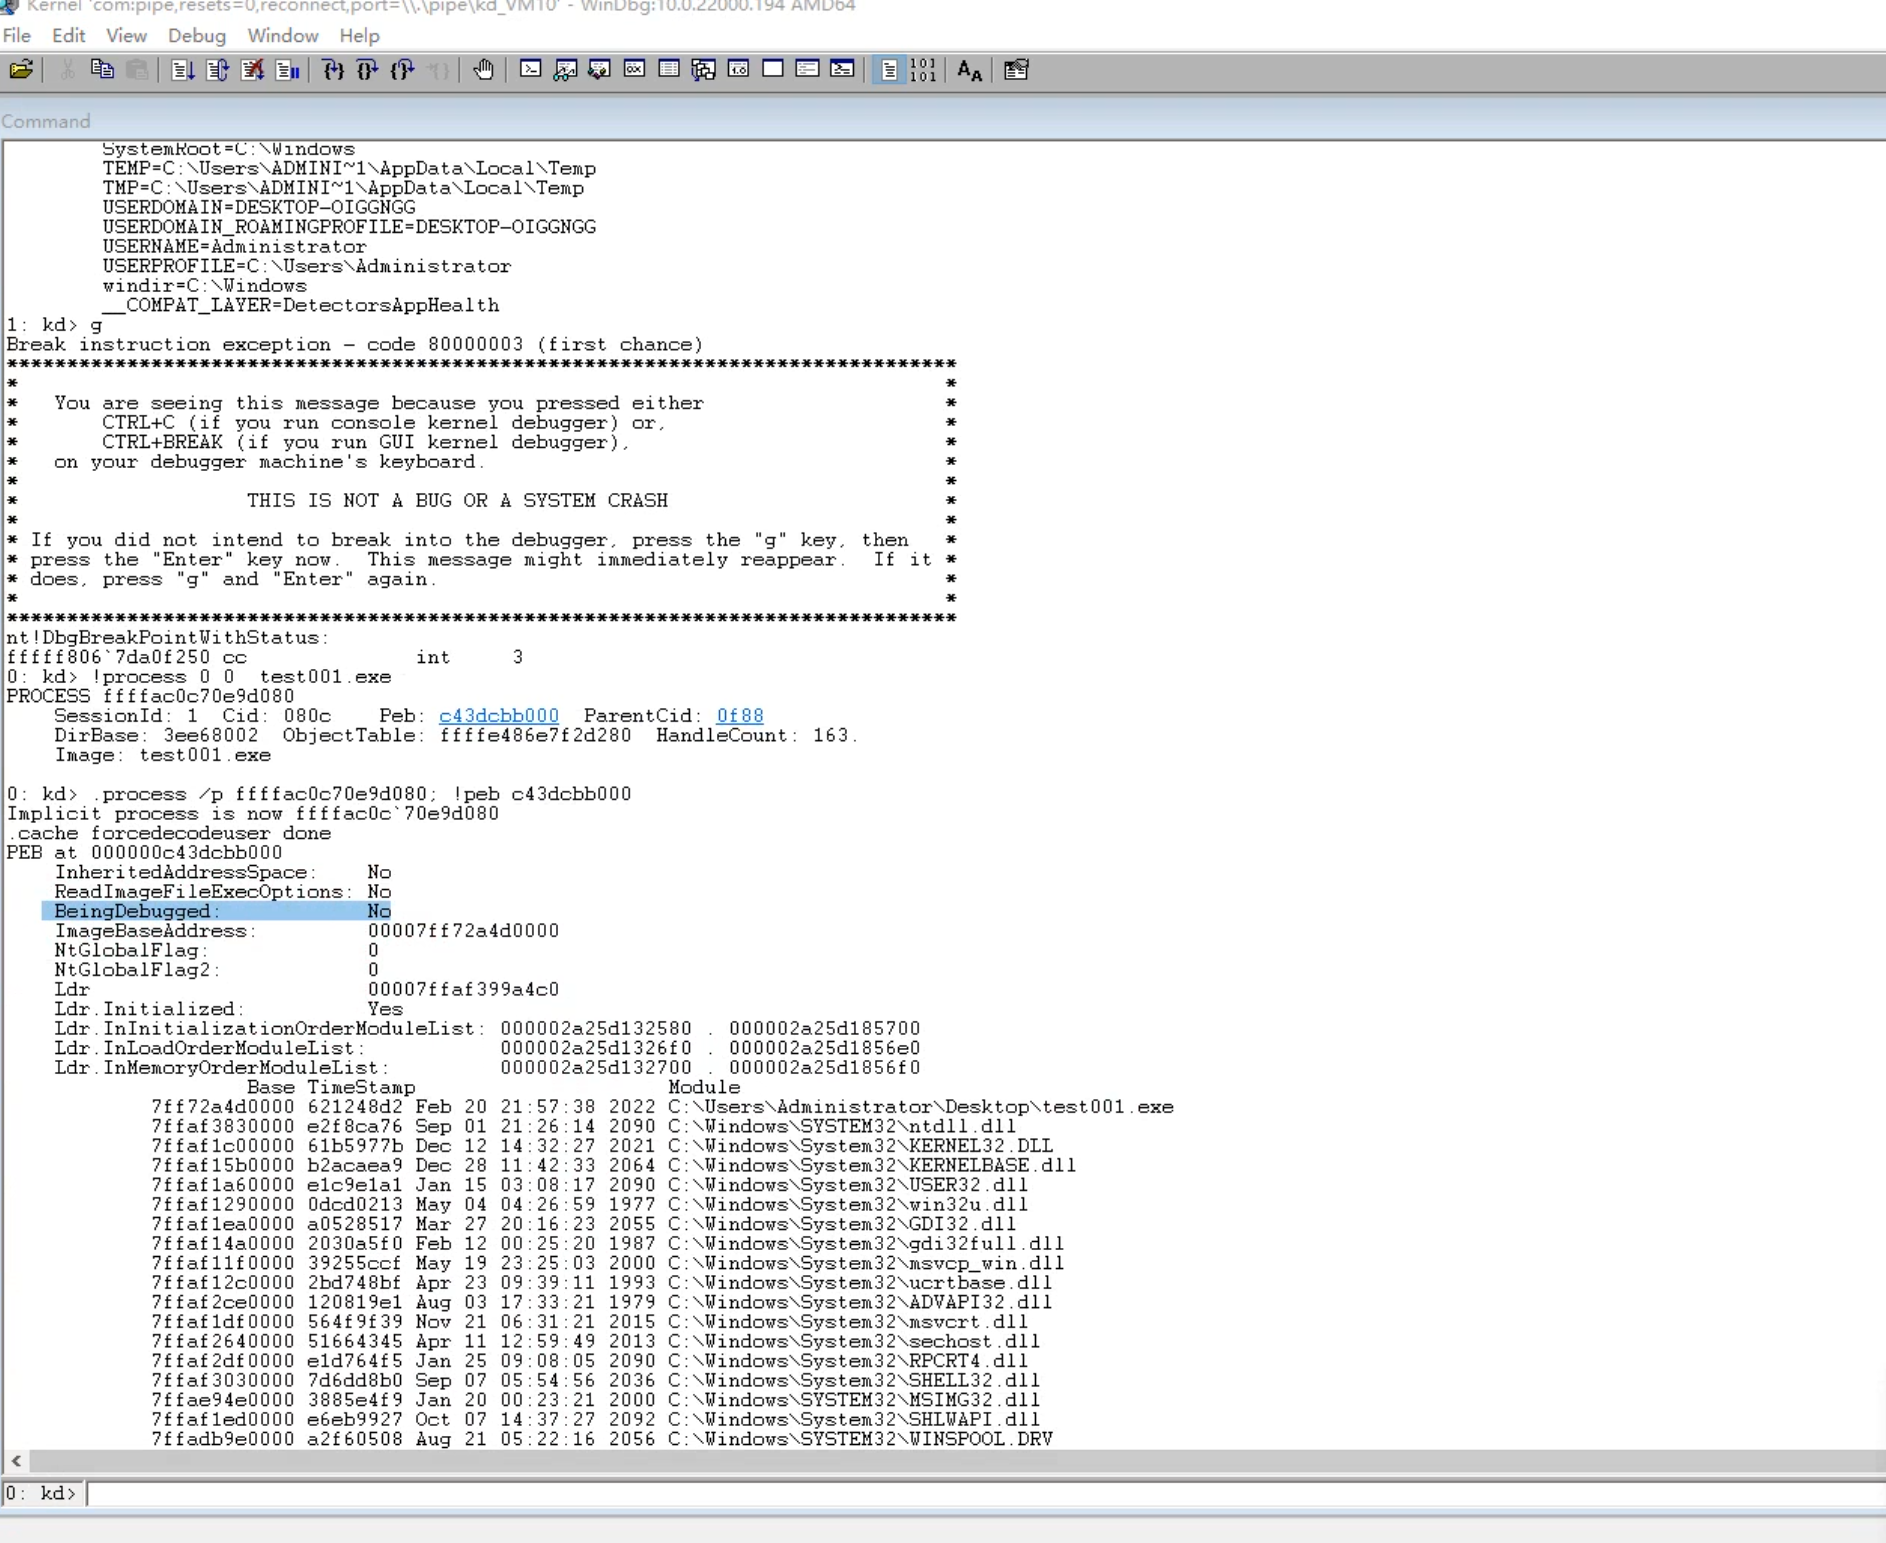 Kernel 'com:pipe,resets=0,reconnect,port=\\.\pipe\kd_VM10' - WinDbg:10.0.22000.194 AMD64
File Edit View Debug Window Help
Command
SystemRoot=C:\Windows
TEMP=C:\Users\ADMINI~1\AppData\Local\Temp
TMP=C:\Users\ADMINI~1\AppData\Local\Temp
USERDOMAIN=DESKTOP-OIGGNGG
USERDOMAIN_ROAMINGPROFILE=DESKTOP-OIGGNGG
USERNAME=Administrator
USERPROFILE=C:\Users\Administrator
windir=C:\Windows
__COMPAT_LAYER=DetectorsAppHealth
1: kd> g
Break instruction exception - code 80000003 (first chance)
*******************************************************************************
* *
* You are seeing this message because you pressed either *
* CTRL+C (if you run console kernel debugger) or, *
* CTRL+BREAK (if you run GUI kernel debugger), *
* on your debugger machine's keyboard. *
* *
* THIS IS NOT A BUG OR A SYSTEM CRASH *
* *
* If you did not intend to break into the debugger, press the "g" key, then *
* press the "Enter" key now. This message might immediately reappear. If it *
* does, press "g" and "Enter" again. *
* *
*******************************************************************************
nt!DbgBreakPointWithStatus:
fffff806`7da0f250 cc int 3
0: kd> !process 0 0 test001.exe
PROCESS ffffac0c70e9d080
SessionId: 1 Cid: 080c Peb: c43dcbb000 ParentCid: 0f88
DirBase: 3ee68002 ObjectTable: ffffe486e7f2d280 HandleCount: 163.
Image: test001.exe
0: kd> .process /p ffffac0c70e9d080; !peb c43dcbb000
Implicit process is now ffffac0c`70e9d080
.cache forcedecodeuser done
PEB at 000000c43dcbb000
InheritedAddressSpace: No
ReadImageFileExecOptions: No
BeingDebugged: No
ImageBaseAddress: 00007ff72a4d0000
NtGlobalFlag: 0
NtGlobalFlag2: 0
Ldr 00007ffaf399a4c0
Ldr.Initialized: Yes
Ldr.InInitializationOrderModuleList: 000002a25d132580 . 000002a25d185700
Ldr.InLoadOrderModuleList: 000002a25d1326f0 . 000002a25d1856e0
Ldr.InMemoryOrderModuleList: 000002a25d132700 . 000002a25d1856f0
Base TimeStamp Module
7ff72a4d0000 621248d2 Feb 20 21:57:38 2022 C:\Users\Administrator\Desktop\test001.exe
7ffaf3830000 e2f8ca76 Sep 01 21:26:14 2090 C:\Windows\SYSTEM32\ntdll.dll
7ffaf1c00000 61b5977b Dec 12 14:32:27 2021 C:\Windows\System32\KERNEL32.DLL
7ffaf15b0000 b2acaea9 Dec 28 11:42:33 2064 C:\Windows\System32\KERNELBASE.dll
7ffaf1a60000 e1c9e1a1 Jan 15 03:08:17 2090 C:\Windows\System32\USER32.dll
7ffaf1290000 0dcd0213 May 04 04:26:59 1977 C:\Windows\System32\win32u.dll
7ffaf1ea0000 a0528517 Mar 27 20:16:23 2055 C:\Windows\System32\GDI32.dll
7ffaf14a0000 2030a5f0 Feb 12 00:25:20 1987 C:\Windows\System32\gdi32full.dll
7ffaf11f0000 39255ccf May 19 23:25:03 2000 C:\Windows\System32\msvcp_win.dll
7ffaf12c0000 2bd748bf Apr 23 09:39:11 1993 C:\Windows\System32\ucrtbase.dll
7ffaf2ce0000 120819e1 Aug 03 17:33:21 1979 C:\Windows\System32\ADVAPI32.dll
7ffaf1df0000 564f9f39 Nov 21 06:31:21 2015 C:\Windows\System32\msvcrt.dll
7ffaf2640000 51664345 Apr 11 12:59:49 2013 C:\Windows\System32\sechost.dll
7ffaf2df0000 e1d764f5 Jan 25 09:08:05 2090 C:\Windows\System32\RPCRT4.dll
7ffaf3030000 7d6dd8b0 Sep 07 05:54:56 2036 C:\Windows\System32\SHELL32.dll
7ffae94e0000 3885e4f9 Jan 20 00:23:21 2000 C:\Windows\SYSTEM32\MSIMG32.dll
7ffaf1ed0000 e6eb9927 Oct 07 14:37:27 2092 C:\Windows\System32\SHLWAPI.dll
7ffadb9e0000 a2f60508 Aug 21 05:22:16 2056 C:\Windows\SYSTEM32\WINSPOOL.DRV
0: kd>